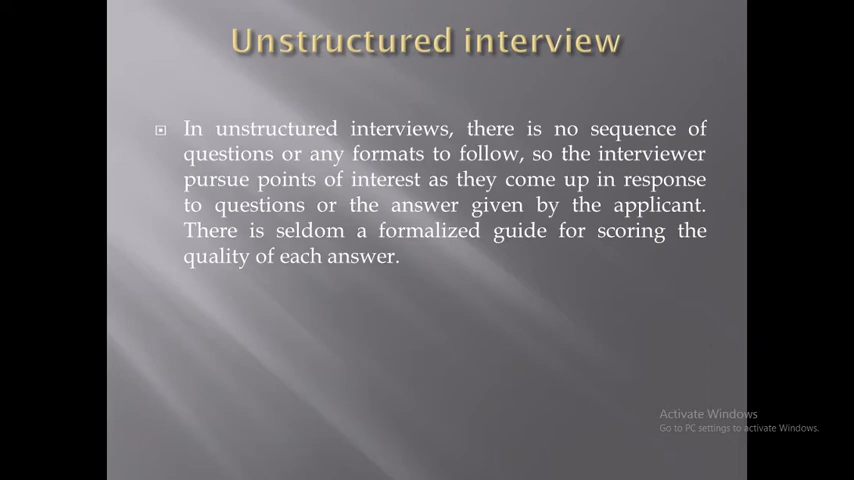 Unstructured interview
In unstructured interviews, there is no sequence of
questions or any formats to follow, so the interviewer
pursue points of interest as they come up in response
to questions or the answer given by the applicant.
There is seldom a formalized guide for scoring the
quality of each answer.
Activate Windows
Go to PC settings to activate Windows.